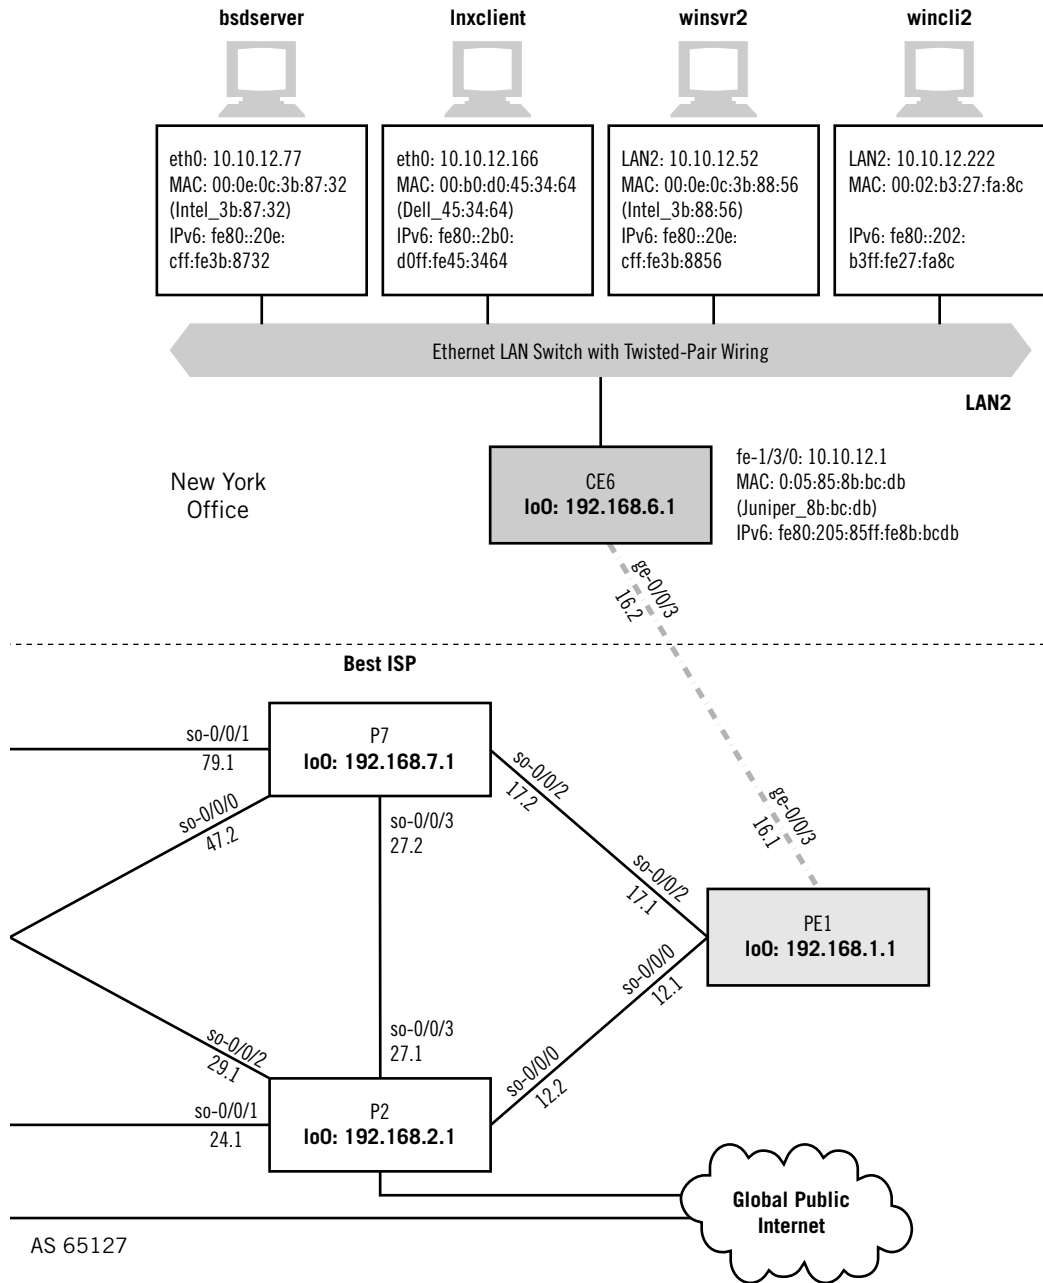 bsdserver
lnxclient
winsvr2
wincli2
eth0: 10.10.12.77
MAC: 00:0e:0c:3b:87:32
(Intel_3b:87:32)
IPv6: fe80::20e:
cff:fe3b:8732
eth0: 10.10.12.166
MAC: 00:b0:d0:45:34:64
(Dell_45:34:64)
IPv6: fe80::2b0:
d0ff:fe45:3464
LAN2: 10.10.12.52
MAC: 00:0e:0c:3b:88:56
(Intel_3b:88:56)
IPv6: fe80::20e:
cff:fe3b:8856
LAN2: 10.10.12.222
MAC: 00:02:b3:27:fa:8c
IPv6: fe80::202:
b3ff:fe27:fa8c
Ethernet LAN Switch with Twisted-Pair Wiring
LAN2
New York
Office
CE6
lo0: 192.168.6.1
fe-1/3/0: 10.10.12.1
MAC: 0:05:85:8b:bc:db
(Juniper_8b:bc:db)
IPv6: fe80:205:85ff:fe8b:bcdb
ge-0/0/3
16.2
Best ISP
so-0/0/1
79.1
P7
lo0: 192.168.7.1
so-0/0/2
17.2
ge-0/0/3
16.1
so-0/0/0
47.2
so-0/0/3
27.2
so-0/0/2
17.1
PE1
lo0: 192.168.1.1
so-0/0/0
12.1
so-0/0/2
29.1
so-0/0/3
27.1
so-0/0/0
12.2
so-0/0/1
24.1
P2
lo0: 192.168.2.1
Global Public
Internet
AS 65127